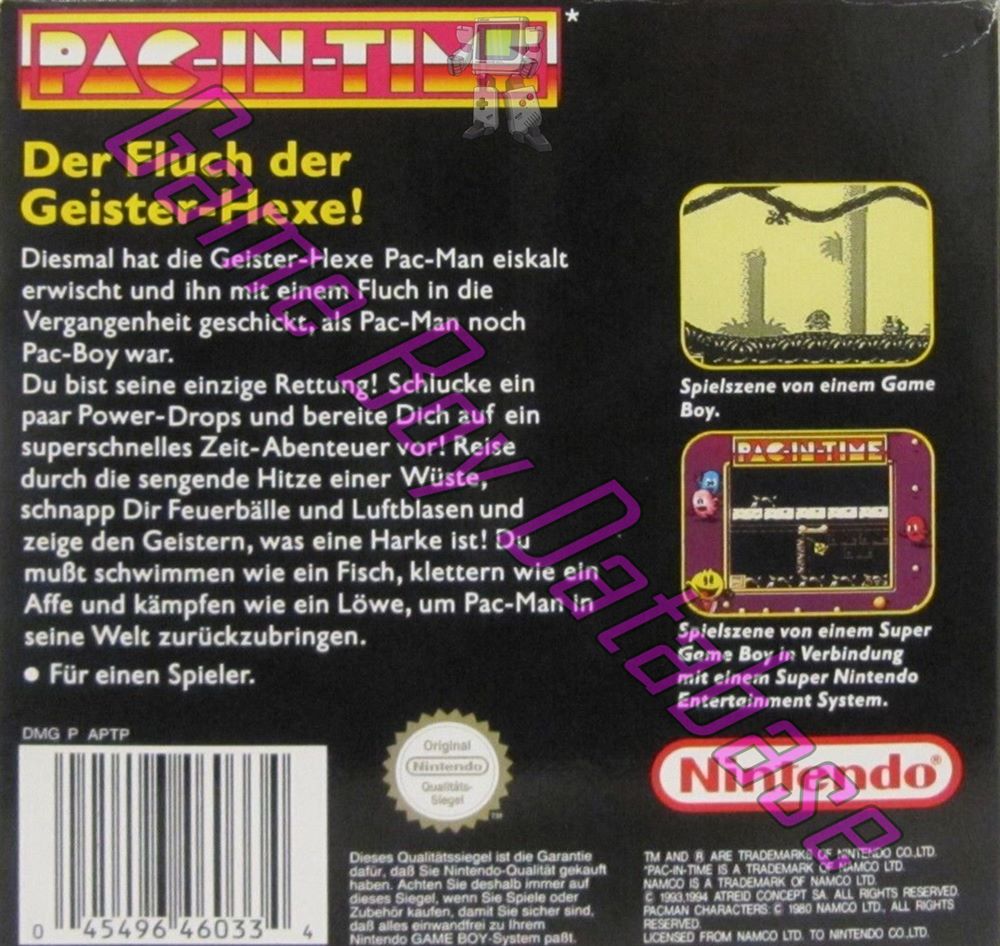 PAC-IN-TIME*
Der Fluch der
Geister-Hexe!
Diesmal hat die Geister-Hexe Pac-Man eiskalt
erwischt und ihn mit einem Fluch in die
Vergangenheit geschickt, als Pac-Man noch
Pac-Boy war.
Du bist seine einzige Rettung! Schlucke ein
paar Power-Drops und bereite Dich auf ein
superschnelles Zeit-Abenteuer vor! Reise
durch die sengende Hitze einer Wüste,
schnapp Dir Feuerbälle und Luftblasen und
zeige den Geistern, was eine Harke ist! Du
mußt schwimmen wie ein Fisch, klettern wie ein
Affe und kämpfen wie ein Löwe, um Pac-Man in
seine Welt zurückzubringen.
• Für einen Spieler.
Spielszene von einem Game
Boy.
PAC-IN-TIME
Spielszene von einem Super
Game Boy in Verbindung
mit einem Super Nintendo
Entertainment System.
Game Boy Database
DMG P APTP
0 45496 46033 4
Original
Nintendo
Qualitäts-
Siegel
TM
Dieses Qualitätssiegel ist die Garantie
dafür, daß Sie Nintendo-Qualität gekauft
haben. Achten Sie deshalb immer auf
dieses Siegel, wenn Sie Spiele oder
Zubehör kaufen, damit Sie sicher sind,
daß alles einwandfrei zu Ihrem
Nintendo GAME BOY-System paßt.
Nintendo®
TM AND ® ARE TRADEMARKS OF NINTENDO CO.,LTD.
*PAC-IN-TIME IS A TRADEMARK OF NAMCO LTD.
NAMCO IS A TRADEMARK OF NAMCO LTD.
© 1993,1994 ATREID CONCEPT SA. ALL RIGHTS RESERVED.
PACMAN CHARACTERS: © 1980 NAMCO LTD., ALL RIGHTS
RESERVED.
LICENSED FROM NAMCO LTD. TO NINTENDO CO.,LTD.